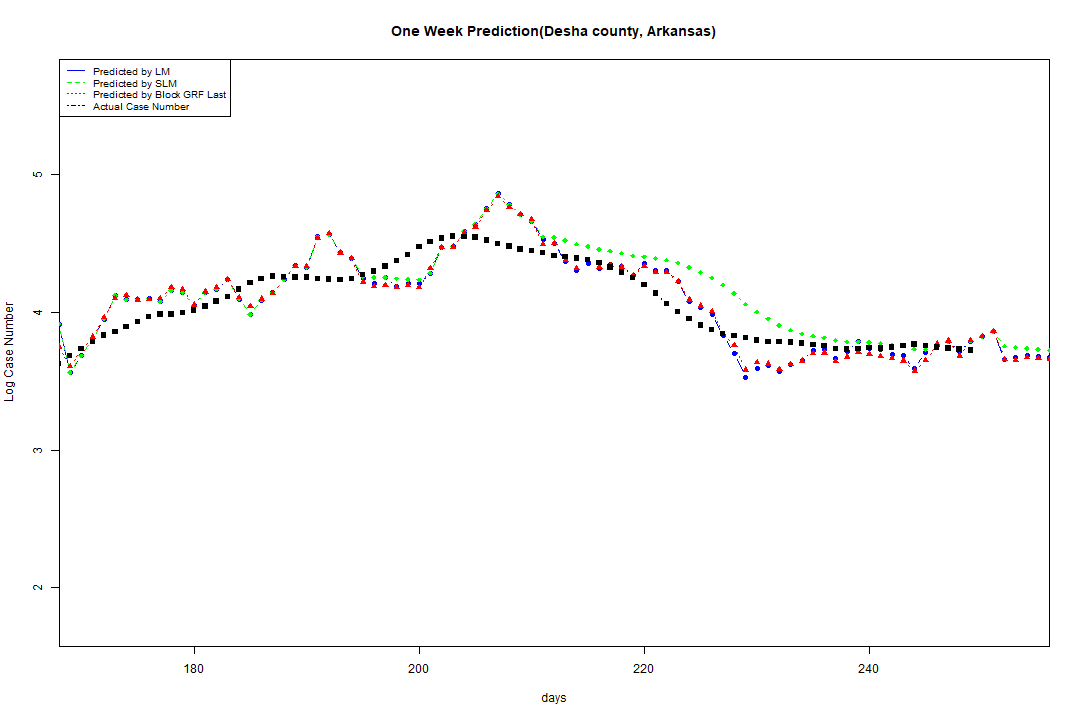 One Week Prediction(Desha county, Arkansas)
Predicted by LM
Predicted by SLM
Predicted by Block GRF Last
Actual Case Number
5
4
3
2
Log Case Number
180 200 220 240
days